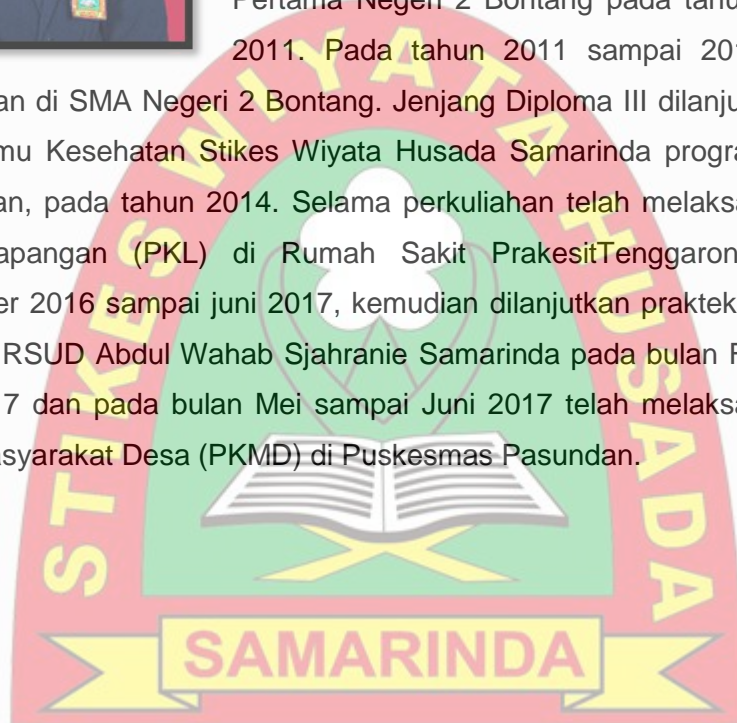 Pertama Negeri 2 Bontang pada tahun
2011. Pada tahun 2011 sampai 201
an di SMA Negeri 2 Bontang. Jenjang Diploma III dilanju
mu Kesehatan Stikes Wiyata Husada Samarinda progra
an, pada tahun 2014. Selama perkuliahan telah melaksa
apangan (PKL) di Rumah Sakit PrakesitTenggaron
er 2016 sampai juni 2017, kemudian dilanjutkan praktek
RSUD Abdul Wahab Sjahranie Samarinda pada bulan F
7 dan pada bulan Mei sampai Juni 2017 telah melaksa
asyarakat Desa (PKMD) di Puskesmas Pasundan.
STIKES WIYATA HUSADA
SAMARINDA